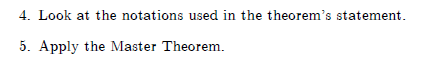 4. Look at the notations used in the theorem's statement.
5. Apply the Master Theorem.